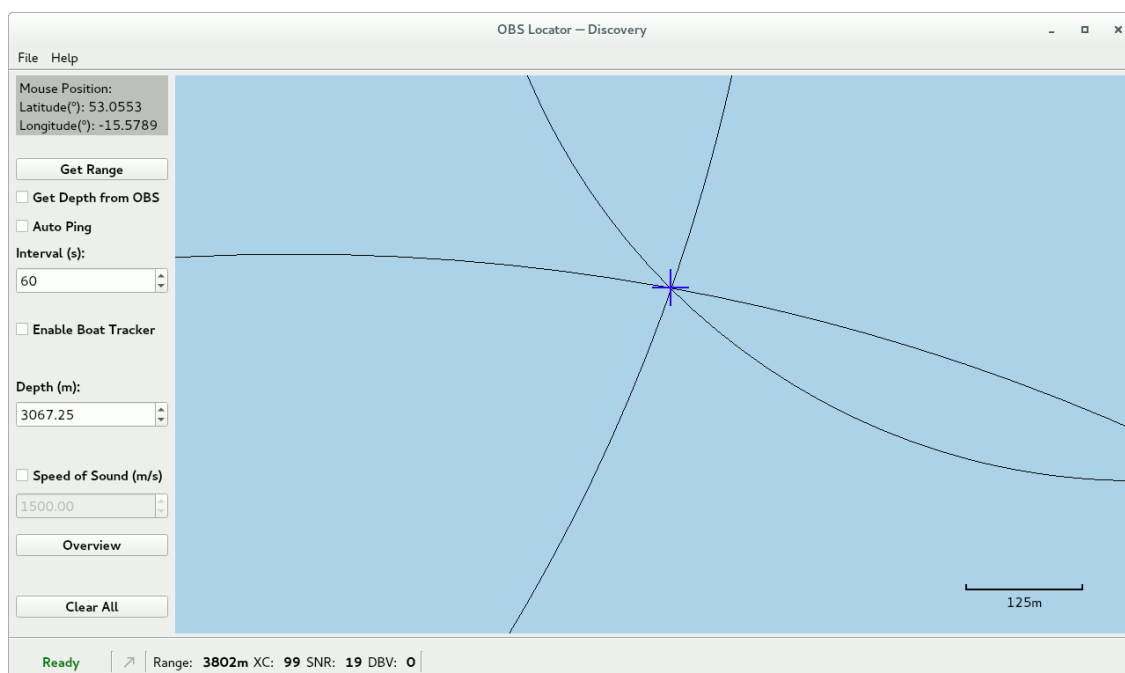 OBS Locator – Discovery
File Help
Mouse Position:
Latitude(°): 53.0553
Longitude(°): -15.5789
Get Range
Get Depth from OBS
Auto Ping
Interval (s):
60
Enable Boat Tracker
Depth (m):
3067.25
Speed of Sound (m/s)
1500.00
Overview
Clear All
125m
Ready Range: 3802m XC: 99 SNR: 19 DBV: 0